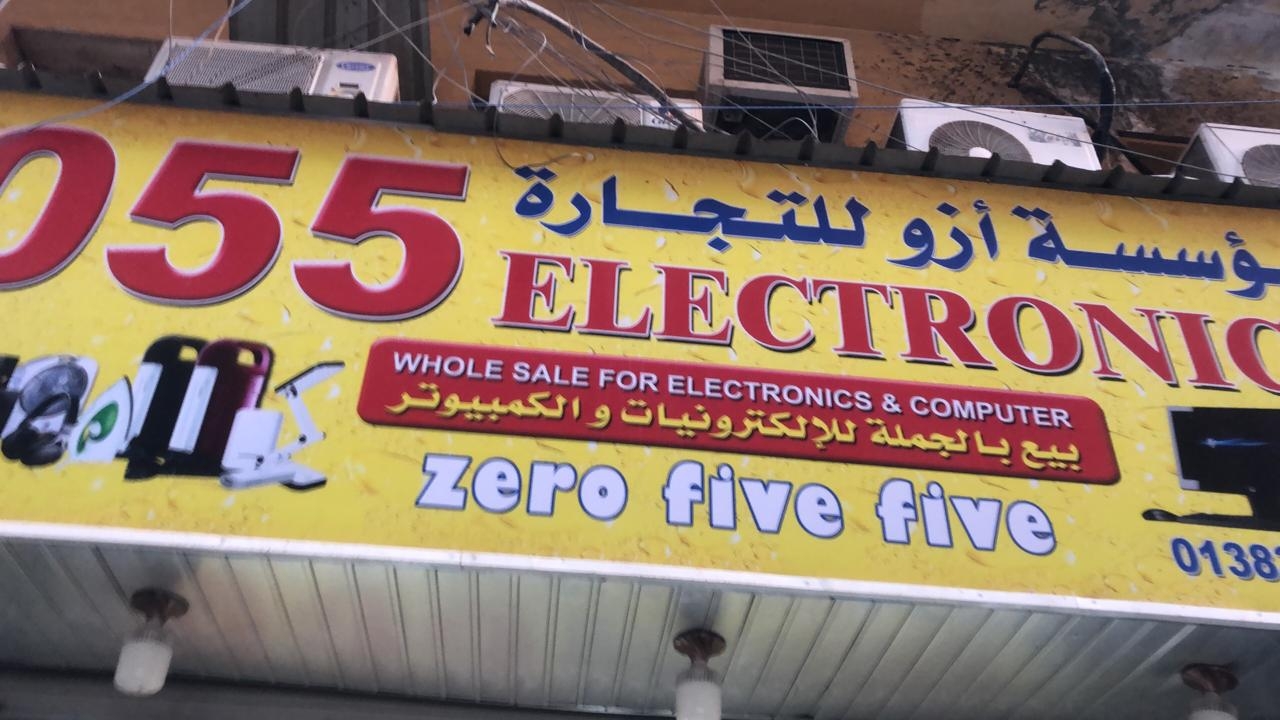 055
ؤسسة أزو للتجارة
ELECTRONIC
WHOLE SALE FOR ELECTRONICS & COMPUTER
بيع بالجملة للإلكترونيات و الكمبيوتر
zero five five
0138